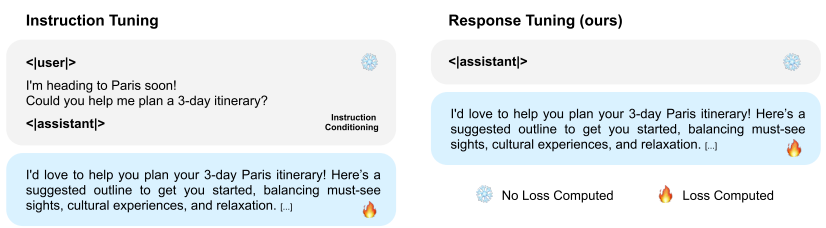 Instruction Tuning
<|user|>
I'm heading to Paris soon!
Could you help me plan a 3-day itinerary?
<|assistant|>
Instruction
Conditioning
I'd love to help you plan your 3-day Paris itinerary! Here's a
suggested outline to get you started, balancing must-see
sights, cultural experiences, and relaxation. [...]
Response Tuning (ours)
<|assistant|>
I'd love to help you plan your 3-day Paris itinerary! Here's a
suggested outline to get you started, balancing must-see
sights, cultural experiences, and relaxation. [...]
No Loss Computed
Loss Computed